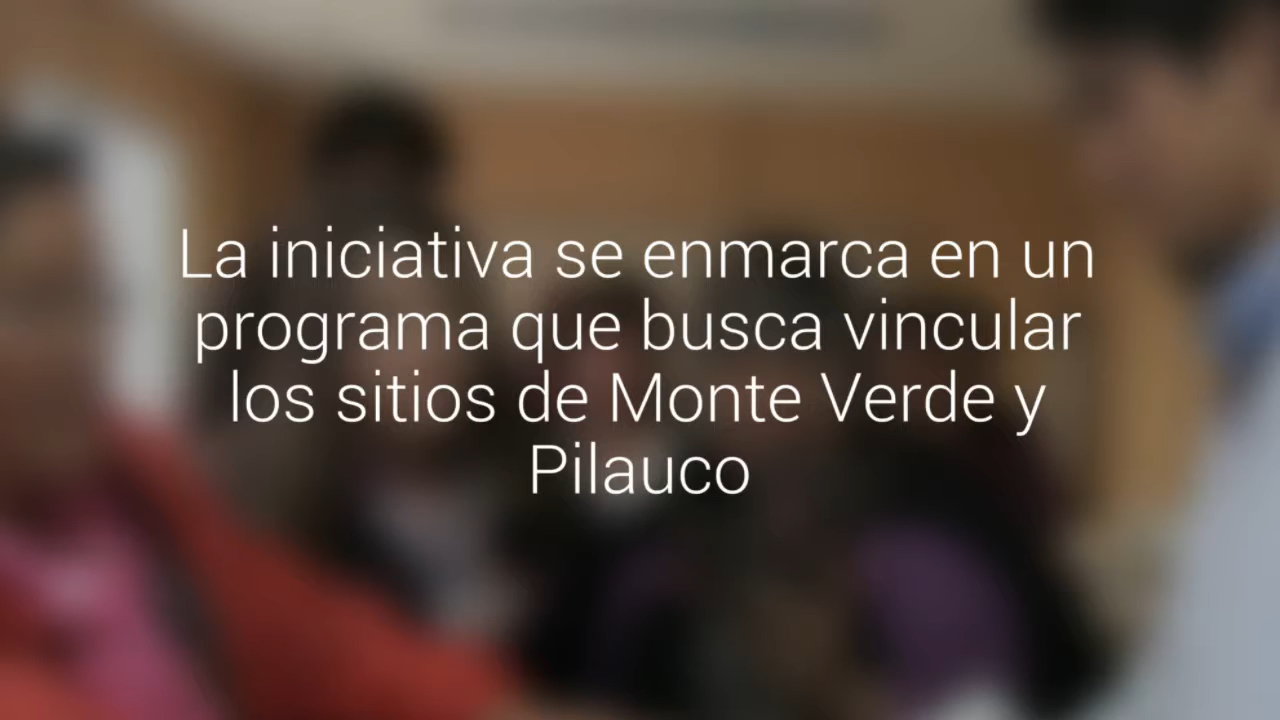 La iniciativa se enmarca en un
programa que busca vincular
los sitios de Monte Verde y
Pilauco